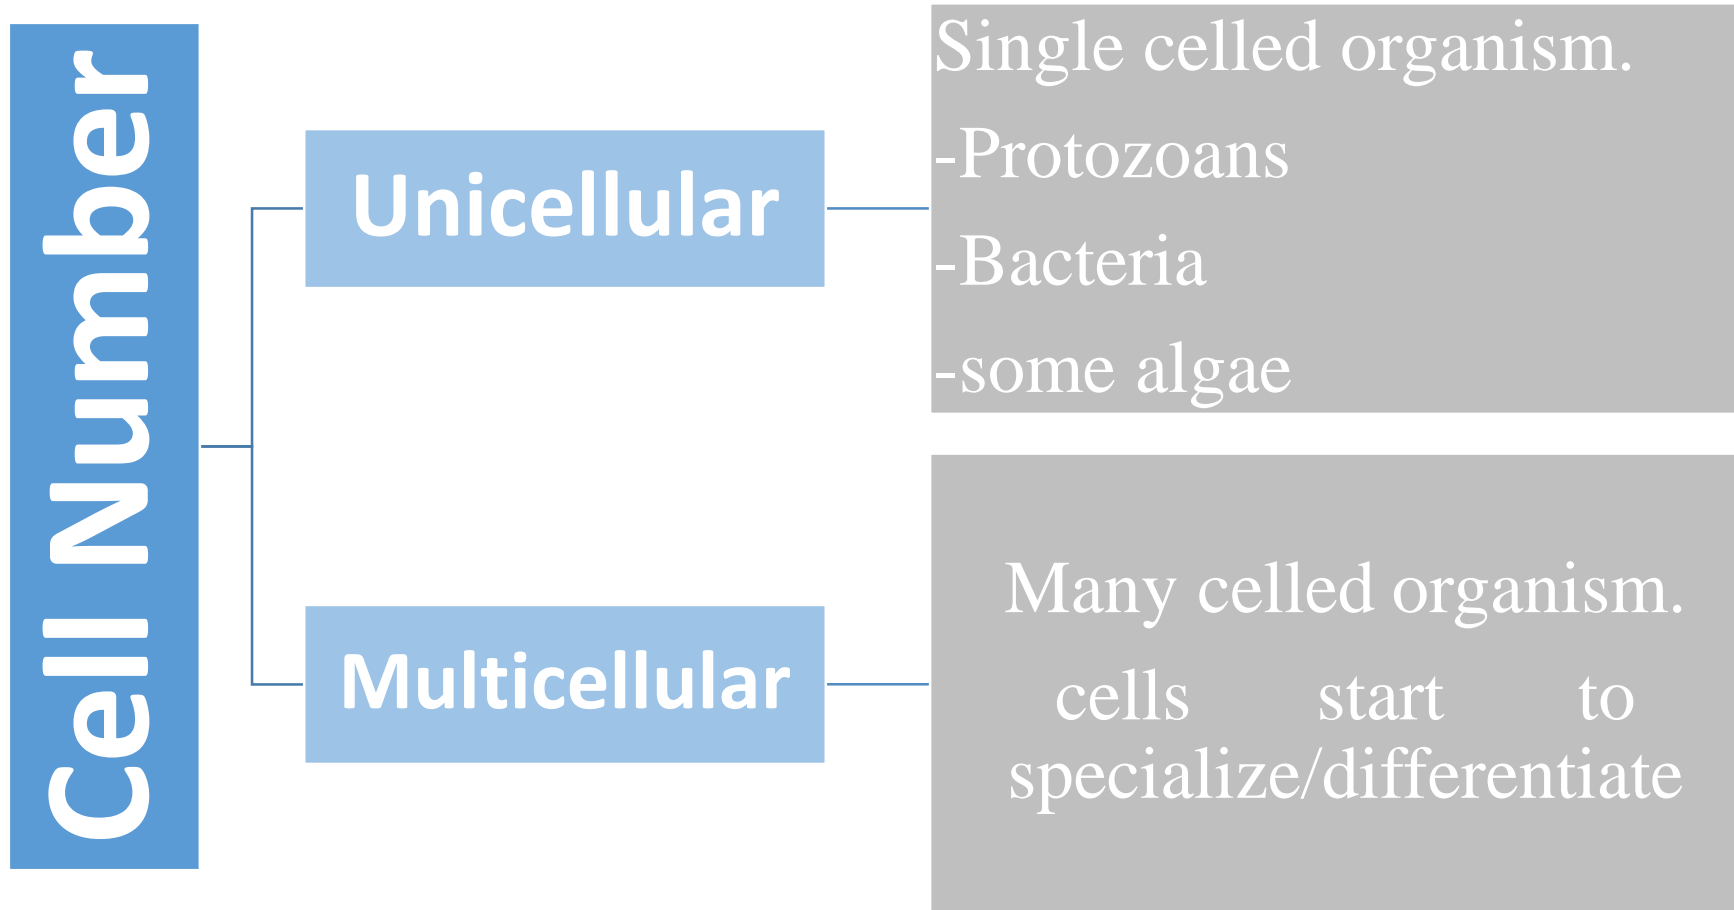 Cell Number
Unicellular
Single celled organism.
-Protozoans
-Bacteria
-some algae
Multicellular
Many celled organism.
cells start to
specialize/differentiate